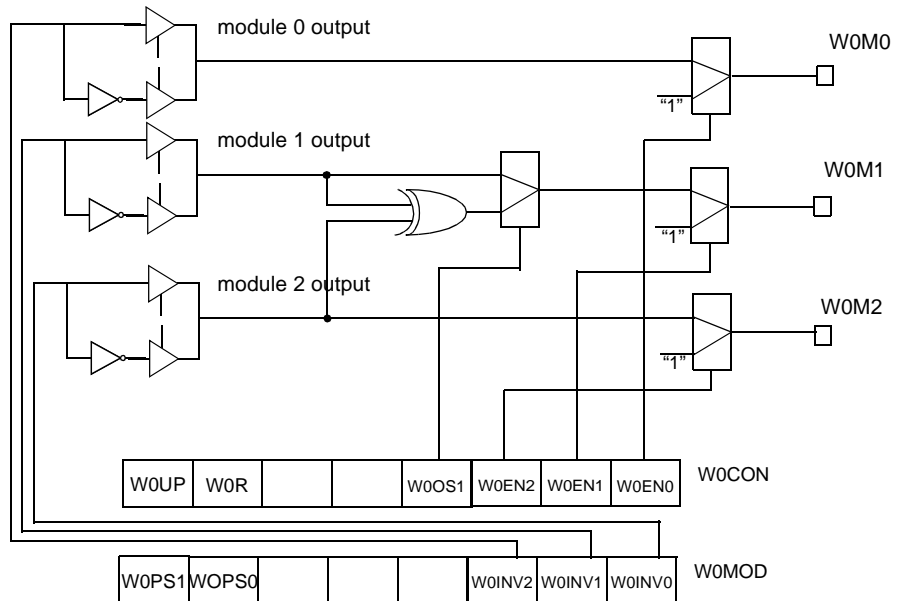 module 0 output
W0M0
“1”
module 1 output
W0M1
“1”
module 2 output
W0M2
“1”
W0UP W0R W0OS1 W0EN2 W0EN1 W0EN0 W0CON
W0PS1 WOPS0 W0INV2 W0INV1 W0INV0 W0MOD